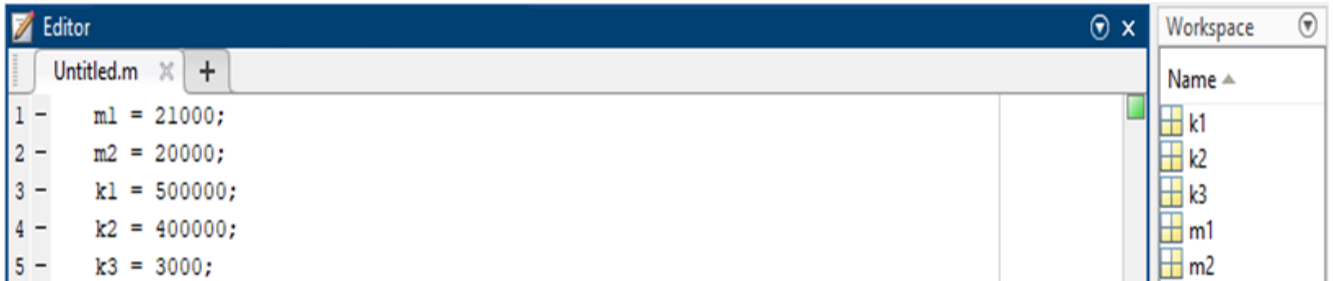 Editor
Untitled.m
+
1 - m1 = 21000;
2 - m2 = 20000;
3 - k1 = 500000;
4 - k2 = 400000;
5 - k3 = 3000;
Workspace
Name
k1
k2
k3
m1
m2